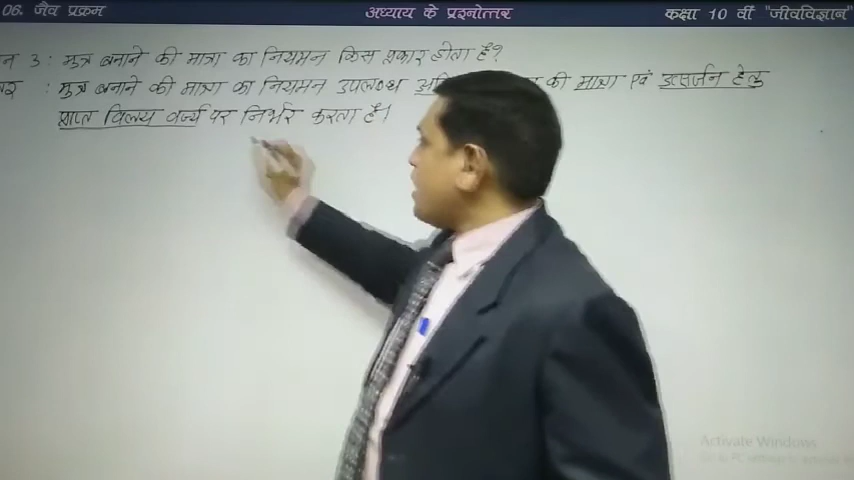 06. जैव प्रक्रम
अध्याय के प्रश्नोत्तर
कक्षा 10 वीं "जीवविज्ञान"
3: मुत्र बनाने की मात्रा का नियमन किस प्रकार होता है?
: मुत्र बनाने की मात्रा का नियमन उपलब्ध की मात्रा एवं उत्सर्जन हेतु
प्राप्त विलय वर्ज्य पर निर्भर करता है।
Activate Windows